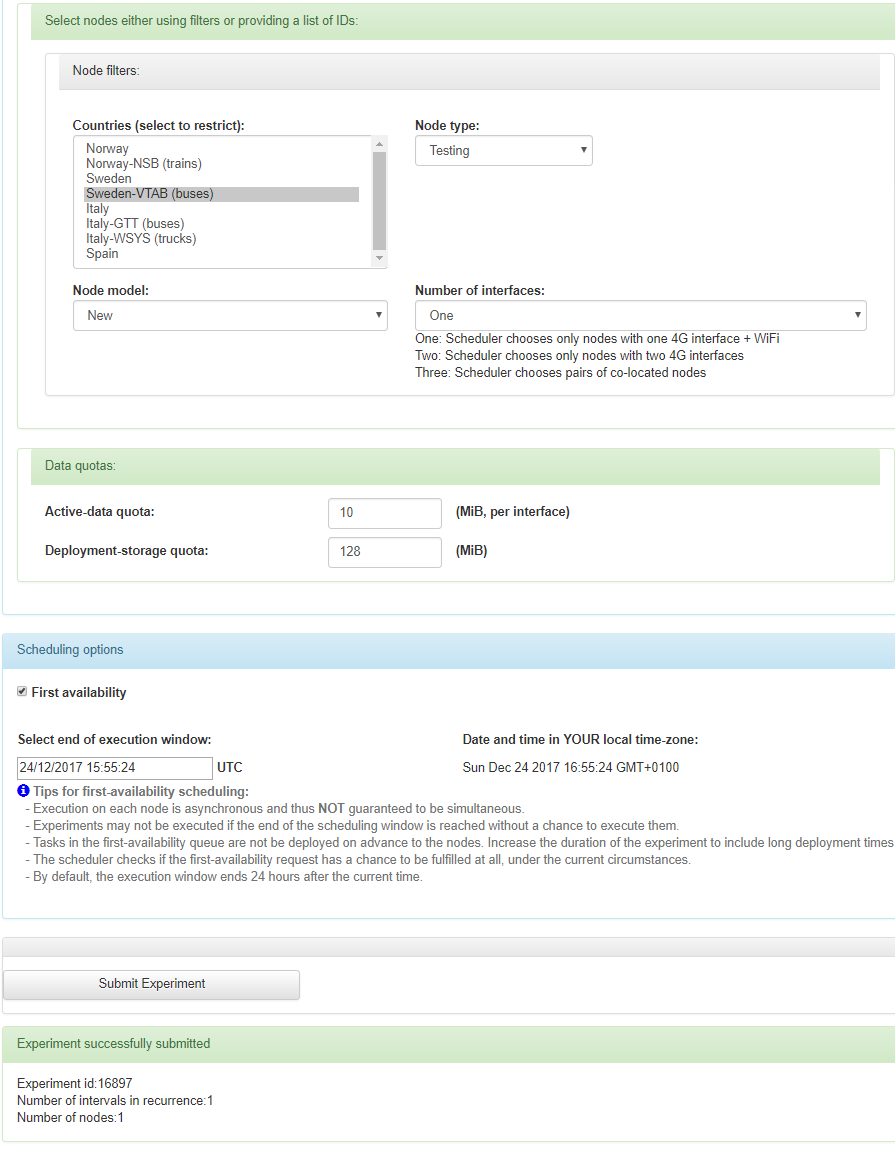 Select nodes either using filters or providing a list of IDs:
Node filters:
Countries (select to restrict):
Norway
Norway-NSB (trains)
Sweden
Sweden-VTAB (buses)
Italy
Italy-GTT (buses)
Italy-WSYS (trucks)
Spain
Node type:
Testing
Node model:
New
Number of interfaces:
One
One: Scheduler chooses only nodes with one 4G interface + WiFi
Two: Scheduler chooses only nodes with two 4G interfaces
Three: Scheduler chooses pairs of co-located nodes
Data quotas:
Active-data quota: 10 (MiB, per interface)
Deployment-storage quota: 128 (MiB)
Scheduling options
First availability
Select end of execution window:
24/12/2017 15:55:24 UTC
Date and time in YOUR local time-zone:
Sun Dec 24 2017 16:55:24 GMT+0100
Tips for first-availability scheduling:
- Execution on each node is asynchronous and thus NOT guaranteed to be simultaneous.
- Experiments may not be executed if the end of the scheduling window is reached without a chance to execute them.
- Tasks in the first-availability queue are not be deployed on advance to the nodes. Increase the duration of the experiment to include long deployment times
- The scheduler checks if the first-availability request has a chance to be fulfilled at all, under the current circumstances.
- By default, the execution window ends 24 hours after the current time.
Submit Experiment
Experiment successfully submitted
Experiment id:16897
Number of intervals in recurrence:1
Number of nodes:1